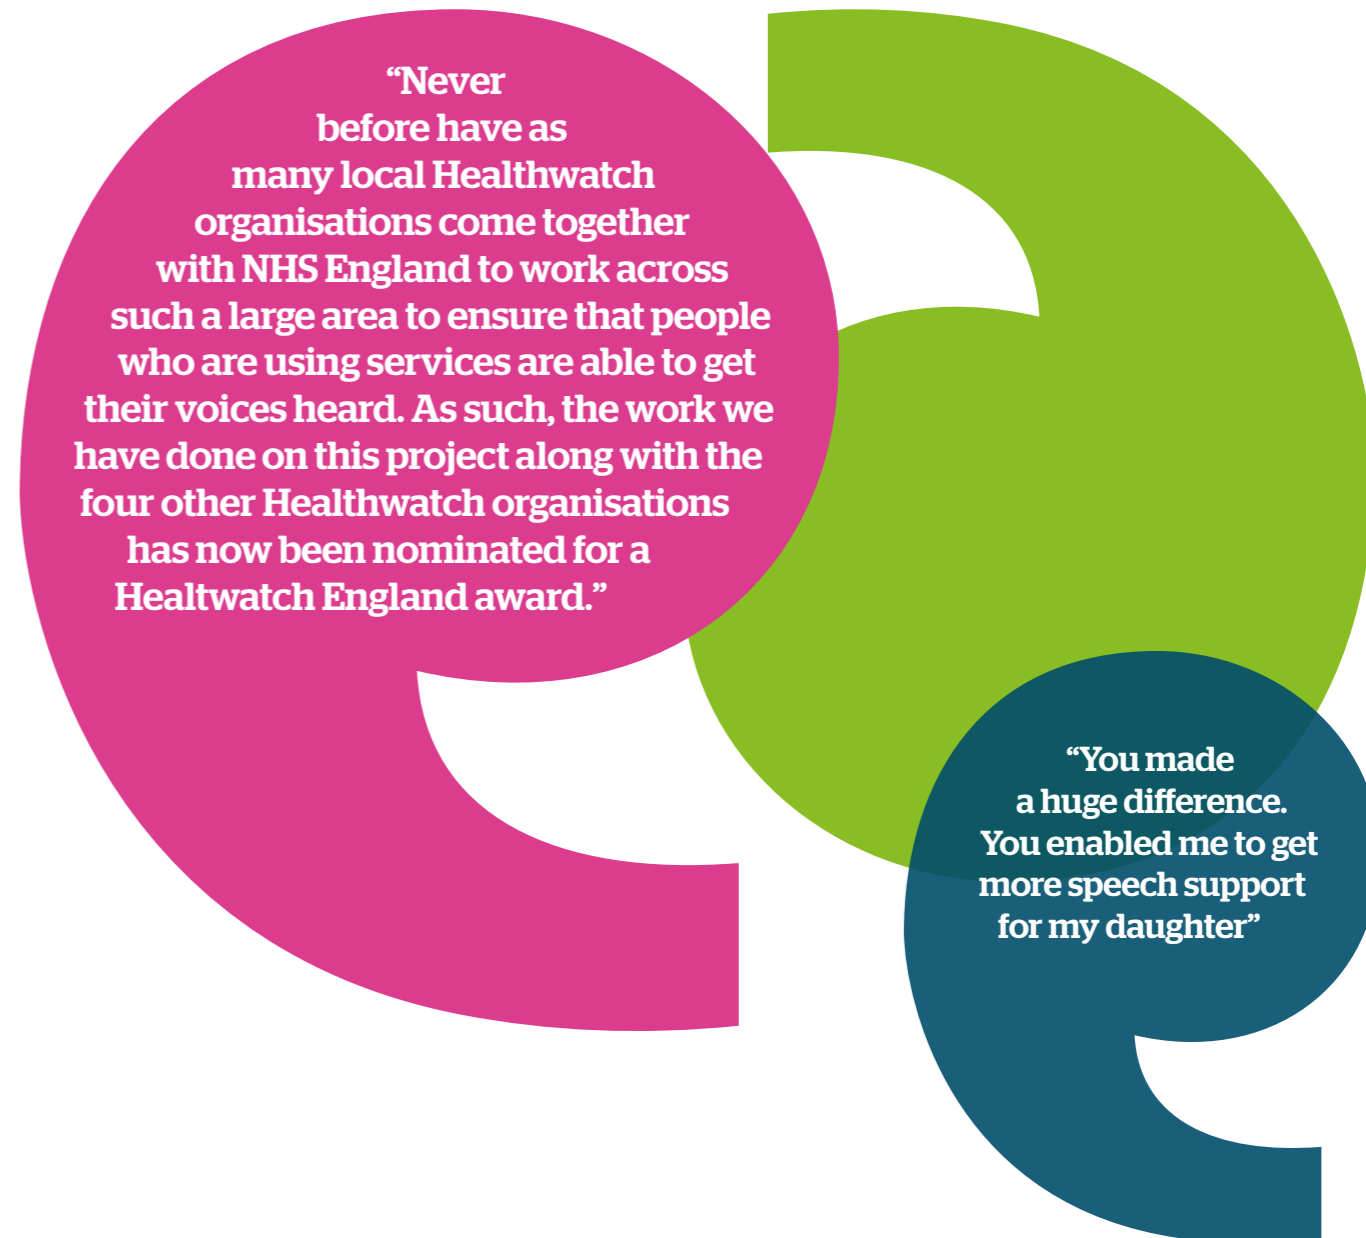 “Never
before have as
many local Healthwatch
organisations come together
with NHS England to work across
such a large area to ensure that people
who are using services are able to get
their voices heard. As such, the work we
have done on this project along with the
four other Healthwatch organisations
has now been nominated for a
Healtwatch England award.”
“You made
a huge difference.
You enabled me to get
more speech support
for my daughter”